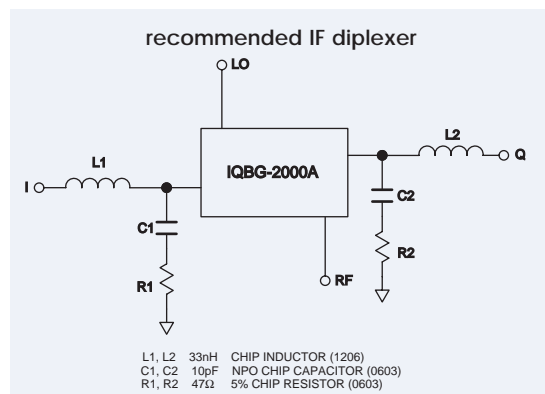 recommended IF diplexer
LO
L2
L1
IQBG-2000A
Q
I
C2
C1
R2
R1
RF
L1, L2 33nH CHIP INDUCTOR (1206)
C1, C2 10pF NPO CHIP CAPACITOR (0603)
R1, R2 47Ω 5% CHIP RESISTOR (0603)